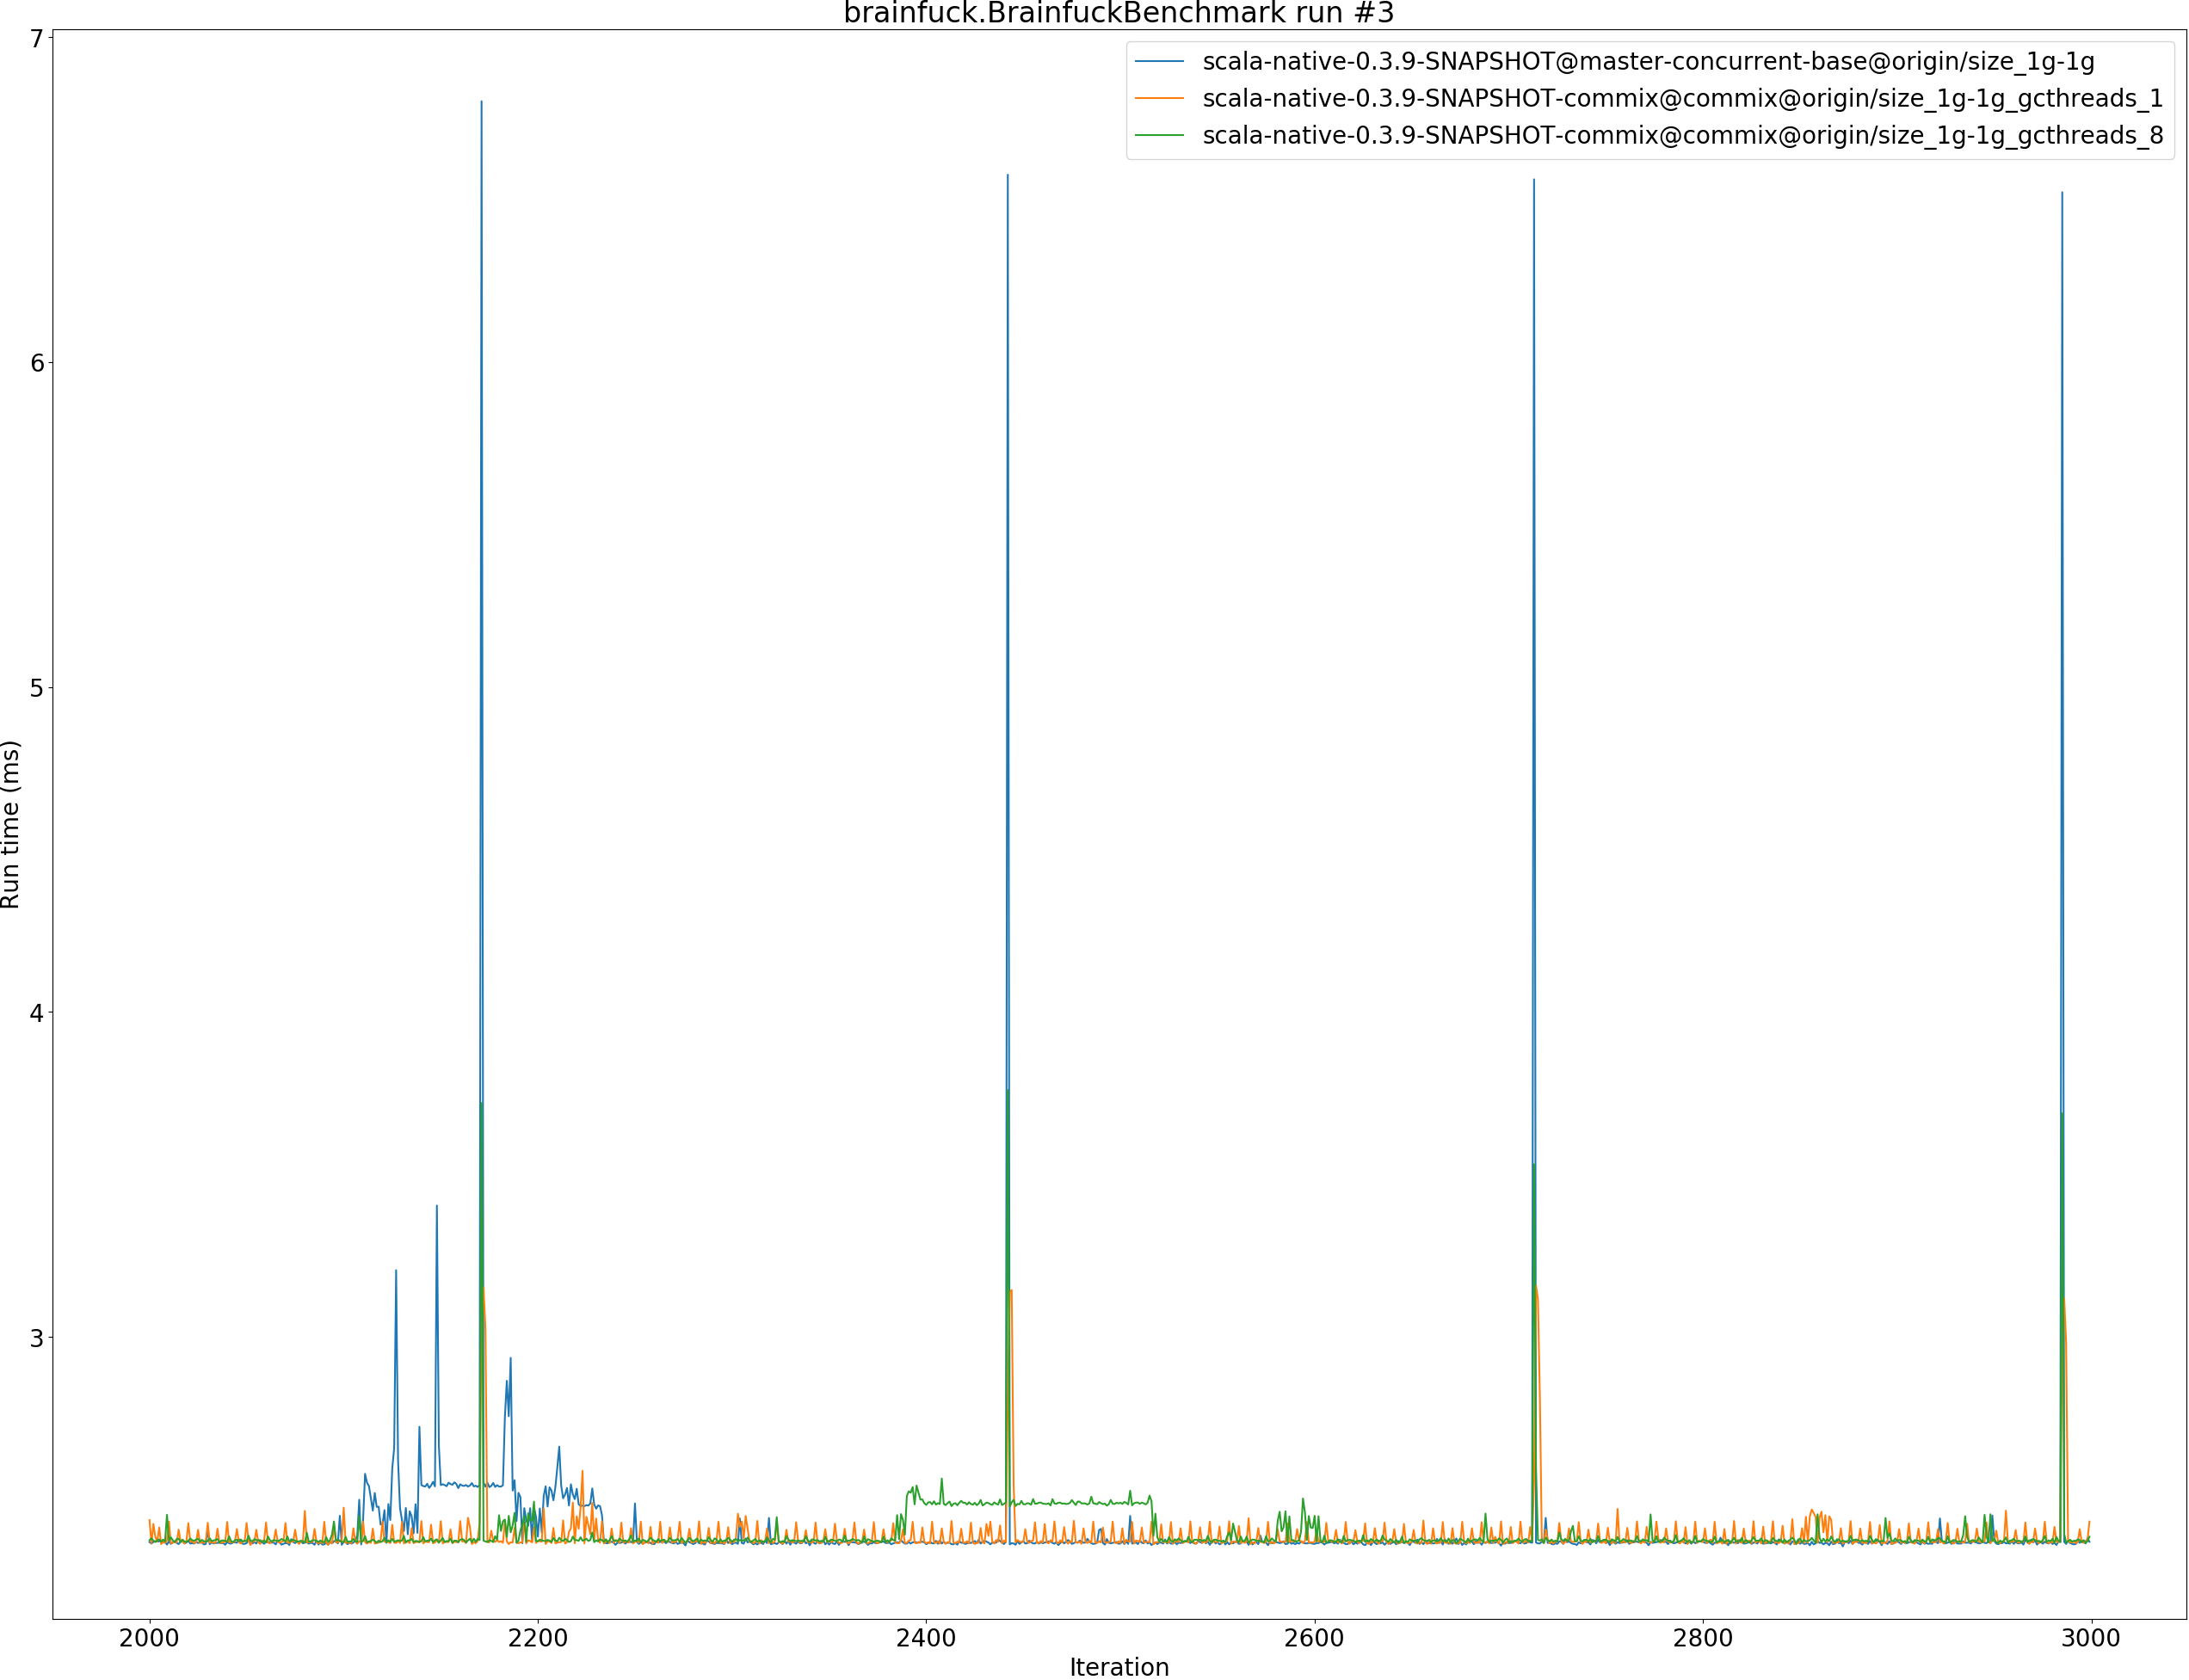 brainfuck.BrainfuckBenchmark run #3
scala-native-0.3.9-SNAPSHOT@master-concurrent-base@origin/size_1g-1g
scala-native-0.3.9-SNAPSHOT-commix@commix@origin/size_1g-1g_gcthreads_1
scala-native-0.3.9-SNAPSHOT-commix@commix@origin/size_1g-1g_gcthreads_8
7
6
5
4
3
Run time (ms)
2000 2200 2400 2600 2800 3000
Iteration